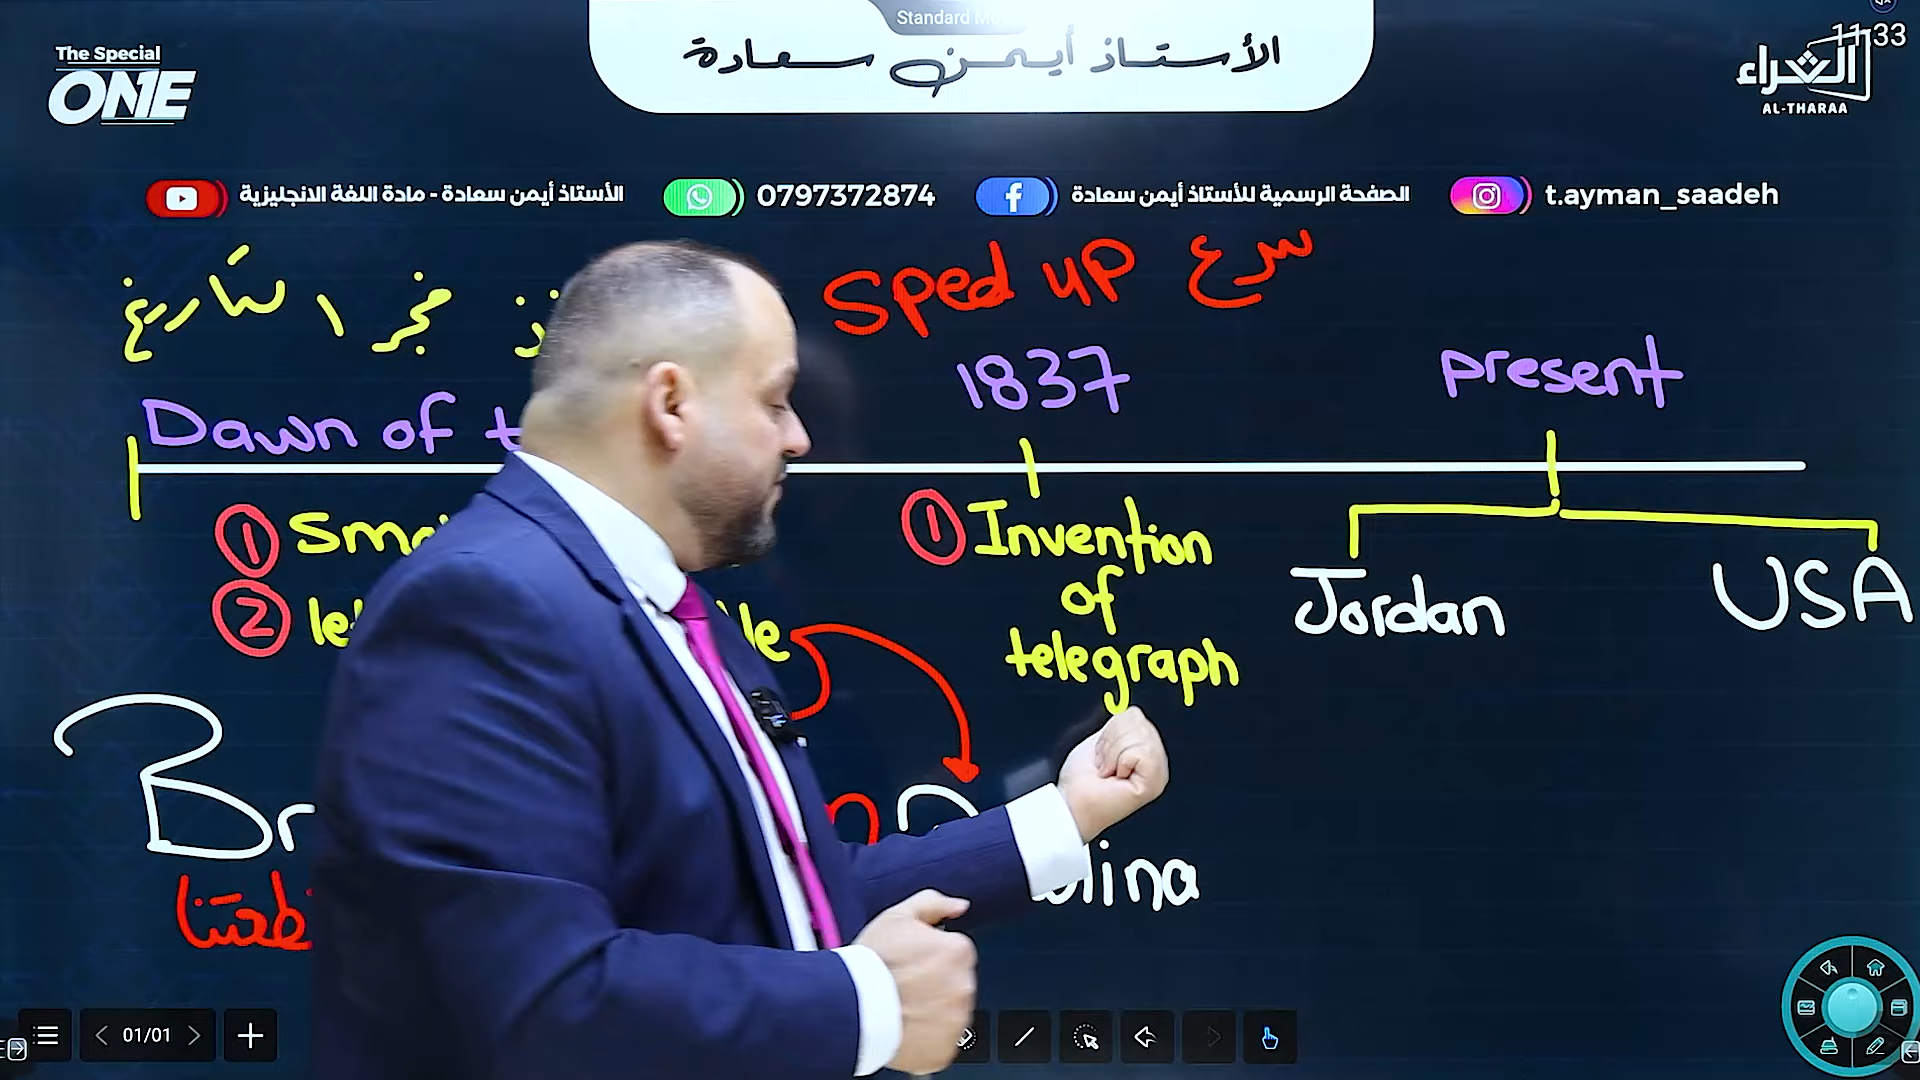 Standard
الأستاذ أيمن سعادة
11:33
The Special
ONE
الثراء
AL-THARAA
الأستاذ أيمن سعادة - مادة اللغة الانجليزية
0797372874
الصفحة الرسمية للأستاذ أيمن سعادة
t.ayman_saadeh
فجر التاريخ
Sped up سرع
Dawn of
1837
present
1
2
1 Invention
of
telegraph
Jordan
USA
01/01